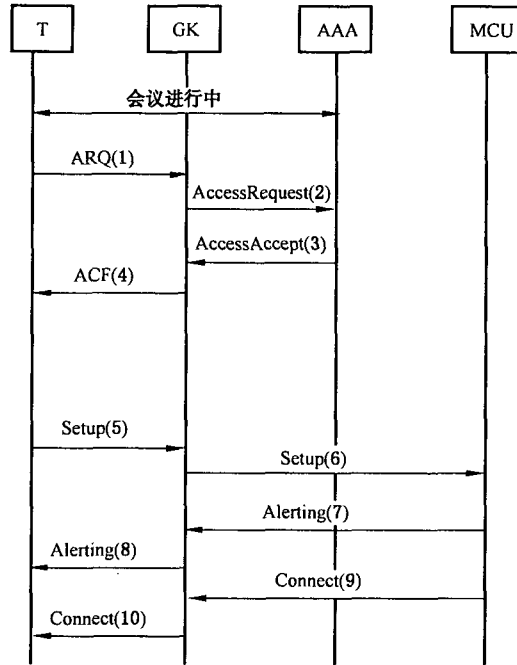 T GK AAA MCU
会议进行中
ARQ(1)
AccessRequest(2)
AccessAccept(3)
ACF(4)
Setup(5)
Setup(6)
Alerting(7)
Alerting(8)
Connect(9)
Connect(10)